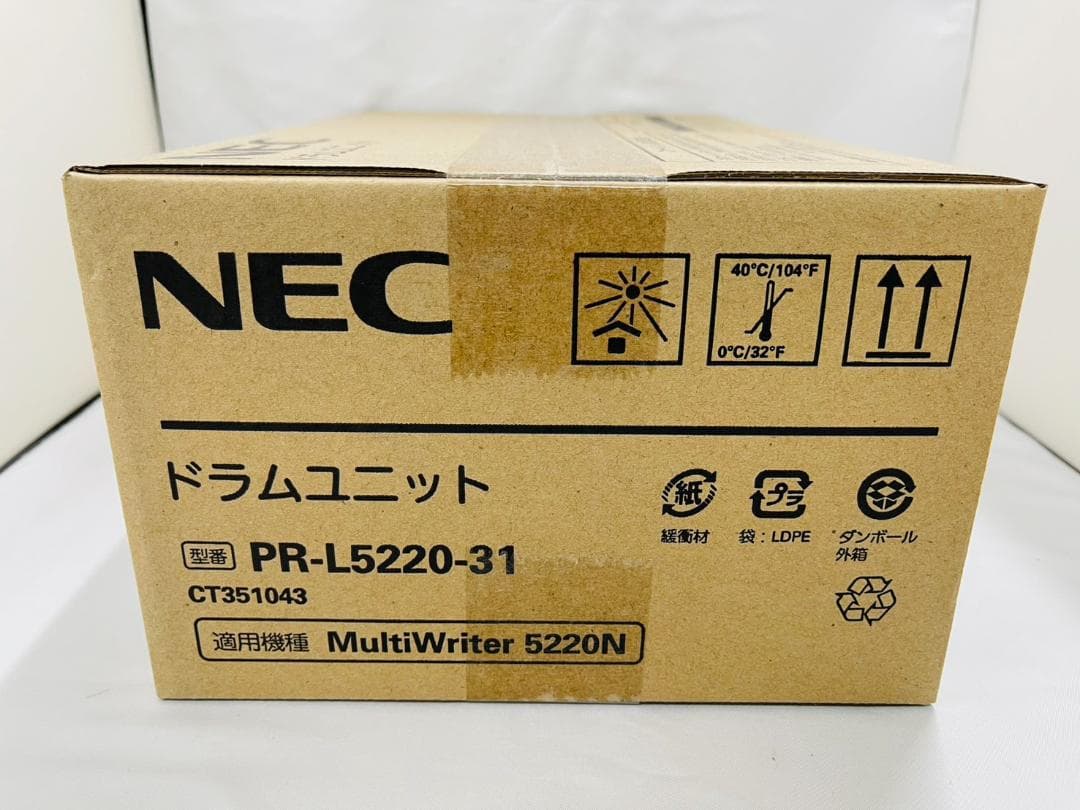 NEC
40°C/104°F
0°C/32°F
ドラムユニット
型番 PR-L5220-31
CT351043
適用機種 MultiWriter 5220N
紙
緩衝材
プラ
袋：LDPE
ダンボール
外箱